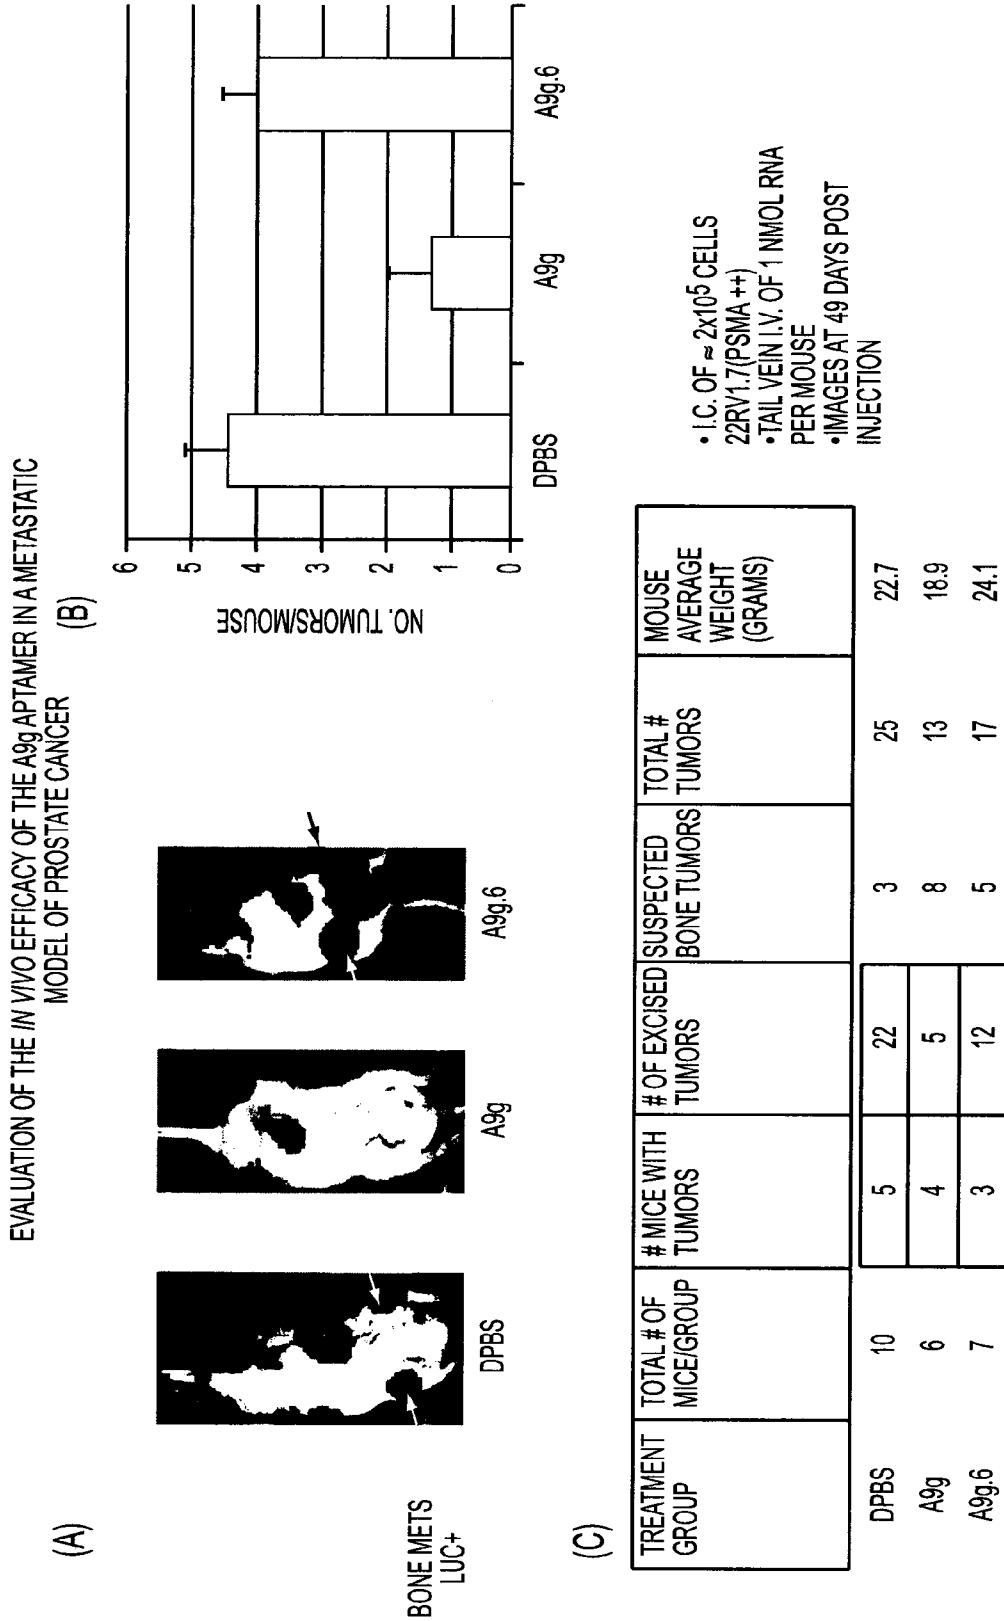 EVALUATION OF THE IN VIVO EFFICACY OF THE A9g APTAMER IN A METASTATIC
MODEL OF PROSTATE CANCER
(A)
BONE METS
LUC+
DPBS
A9g
A9g.6
(B)
NO. TUMORS/MOUSE
6
5
4
3
2
1
0
DPBS
A9g
A9g.6
(C)
TREATMENT GROUP | TOTAL # OF MICE/GROUP | # MICE WITH TUMORS | # OF EXCISED TUMORS | SUSPECTED BONE TUMORS | TOTAL # TUMORS | MOUSE AVERAGE WEIGHT (GRAMS)
DPBS 10 5 22 3 25 22.7
A9g 6 4 5 8 13 18.9
A9g.6 7 3 12 5 17 24.1
• I.C. OF ≈ 2x10⁵ CELLS
22RV1.7(PSMA ++)
• TAIL VEIN I.V. OF 1 NMOL RNA
PER MOUSE
• IMAGES AT 49 DAYS POST
INJECTION